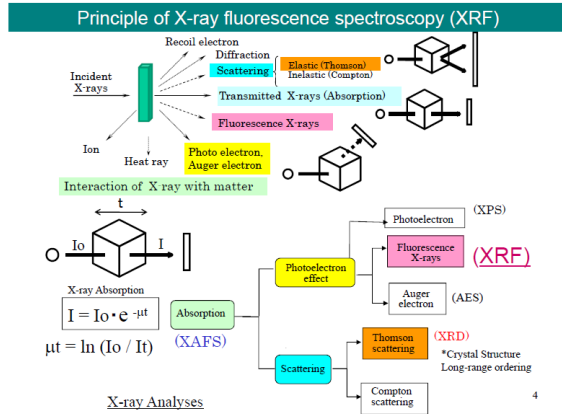 Principle of X-ray fluorescence spectroscopy (XRF)
Recoil electron
Diffraction
Scattering
Elastic (Thomson)
Inelastic (Compton)
Incident
X-rays
Transmitted X-rays (Absorption)
Fluorescence X-rays
Ion
Heat ray
Photo electron,
Auger electron
Interaction of X-ray with matter
t
Io
I
X-ray Absorption
I = Io・e -μt
μt = ln (Io / It)
Absorption
(XAFS)
Photoelectron
effect
Scattering
Photoelectron
(XPS)
Fluorescence
X-rays
(XRF)
Auger
electron
(AES)
Thomson
scattering
(XRD)
*Crystal Structure
Long-range ordering
Compton
scattering
X-ray Analyses
4